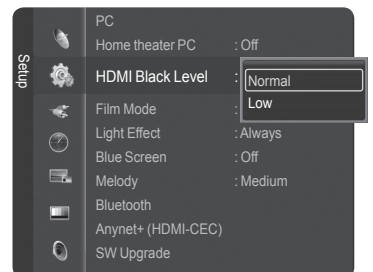 Setup
PC
Home theater PC : Off
HDMI Black Level :
Normal
Low
Film Mode :
Light Effect : Always
Blue Screen : Off
Melody : Medium
Bluetooth
Anynet+ (HDMI-CEC)
SW Upgrade